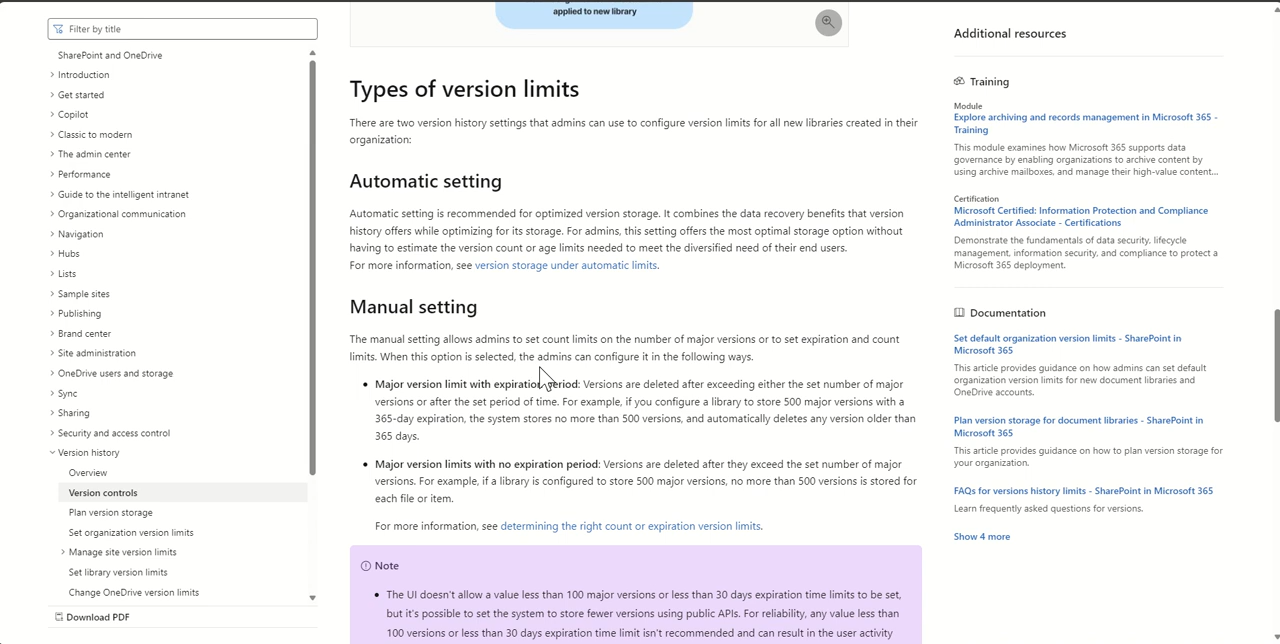 applied to new library
Filter by title
SharePoint and OneDrive
Introduction
Get started
Copilot
Classic to modern
The admin center
Performance
Guide to the intelligent intranet
Organizational communication
Navigation
Hubs
Lists
Sample sites
Publishing
Brand center
Site administration
OneDrive users and storage
Sync
Sharing
Security and access control
Version history
Overview
Version controls
Plan version storage
Set organization version limits
Manage site version limits
Set library version limits
Change OneDrive version limits
Download PDF
Types of version limits
There are two version history settings that admins can use to configure version limits for all new libraries created in their
organization:
Automatic setting
Automatic setting is recommended for optimized version storage. It combines the data recovery benefits that version
history offers while optimizing for its storage. For admins, this setting offers the most optimal storage option without
having to estimate the version count or age limits needed to meet the diversified need of their end users.
For more information, see version storage under automatic limits.
Manual setting
The manual setting allows admins to set count limits on the number of major versions or to set expiration and count
limits. When this option is selected, the admins can configure it in the following ways.
• Major version limit with expiration period: Versions are deleted after exceeding either the set number of major
versions or after the set period of time. For example, if you configure a library to store 500 major versions with a
365-day expiration, the system stores no more than 500 versions, and automatically deletes any version older than
365 days.
• Major version limits with no expiration period: Versions are deleted after they exceed the set number of major
versions. For example, if a library is configured to store 500 major versions, no more than 500 versions is stored for
each file or item.
For more information, see determining the right count or expiration version limits.
Note
• The UI doesn't allow a value less than 100 major versions or less than 30 days expiration time limits to be set,
but it's possible to set the system to store fewer versions using public APIs. For reliability, any value less than
100 versions or less than 30 days expiration time limit isn't recommended and can result in the user activity
Additional resources
Training
Module
Explore archiving and records management in Microsoft 365 -
Training
This module examines how Microsoft 365 supports data
governance by enabling organizations to archive content by
using archive mailboxes, and manage their high-value content...
Certification
Microsoft Certified: Information Protection and Compliance
Administrator Associate - Certifications
Demonstrate the fundamentals of data security, lifecycle
management, information security, and compliance to protect a
Microsoft 365 deployment.
Documentation
Set default organization version limits - SharePoint in
Microsoft 365
This article provides guidance on how admins can set default
organization version limits for new document libraries and
OneDrive accounts.
Plan version storage for document libraries - SharePoint in
Microsoft 365
This article provides guidance on how to plan version storage for
your organization.
FAQs for versions history limits - SharePoint in Microsoft 365
Learn frequently asked questions for versions.
Show 4 more